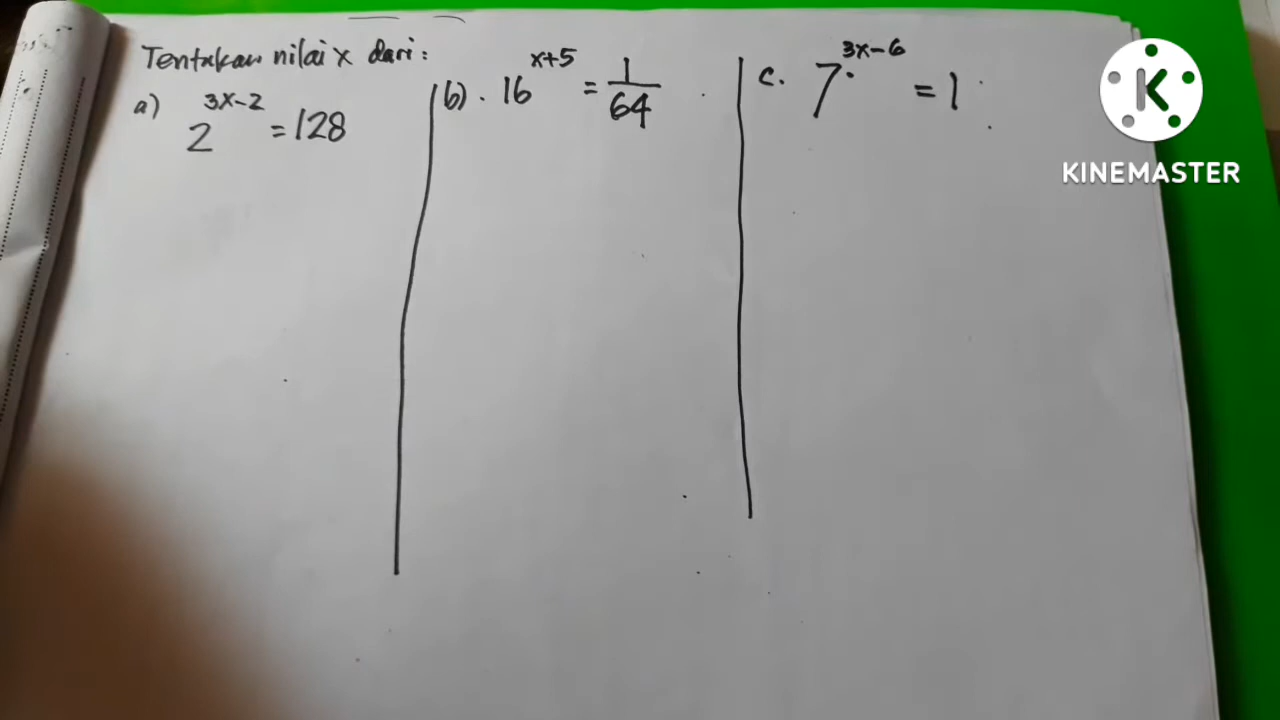 Tentukan nilai x dari :
a) 2^{3x-2} = 128
b). 16^{x+5} = 1/64
c. 7^{3x-6} = 1
KINEMASTER